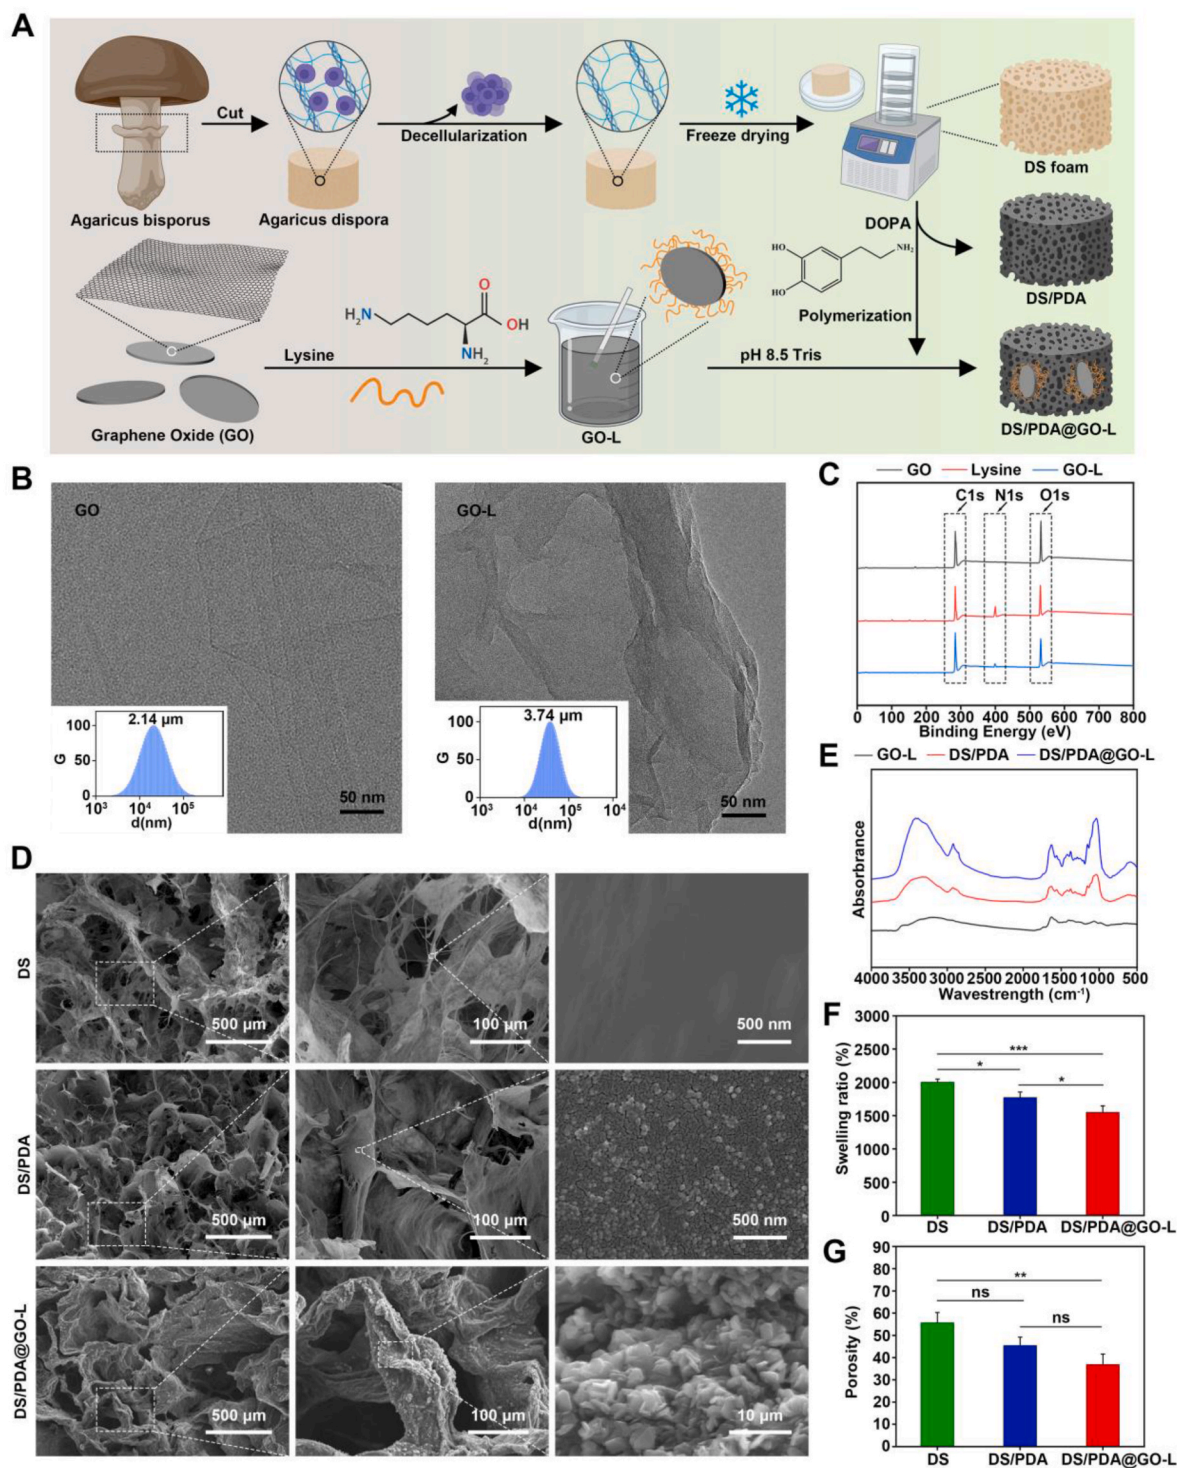 A
Cut
Decellularization
Freeze drying
DS foam
Agaricus bisporus
Agaricus dispora
DOPA
HO
NH2
HO
DS/PDA
Polymerization
O
H2N
OH
NH2
Lysine
pH 8.5 Tris
Graphene Oxide (GO)
GO-L
DS/PDA@GO-L
B
GO
2.14 μm
100
50
0
G
10³ 10⁴ 10⁵
d(nm)
50 nm
GO-L
3.74 μm
100
50
0
G
10³ 10⁴ 10⁵ 10⁴
d(nm)
50 nm
C
GO Lysine GO-L
C1s N1s O1s
0 100 200 300 400 500 600 700 800
Binding Energy (eV)
D
DS
500 μm
100 μm
500 nm
DS/PDA
500 μm
100 μm
500 nm
DS/PDA@GO-L
500 μm
100 μm
10 μm
E
GO-L DS/PDA DS/PDA@GO-L
Absorbance
4000 3500 3000 2500 2000 1500 1000 500
Wavestrength (cm⁻¹)
F
Swelling ratio (%)
3000
2500
2000
1500
1000
500
0
***
*
*
DS DS/PDA DS/PDA@GO-L
G
Porosity (%)
90
80
70
60
50
40
30
20
10
0
**
ns
ns
DS DS/PDA DS/PDA@GO-L